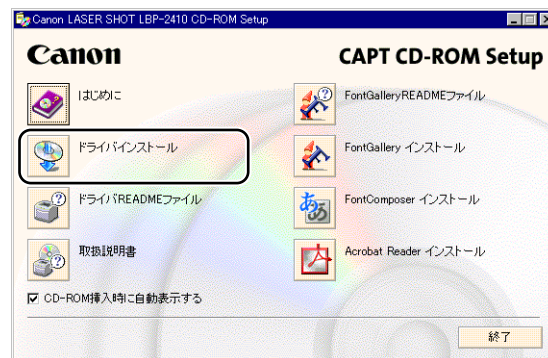 Canon LASER SHOT LBP-2410 CD-ROM Setup
Canon
CAPT CD-ROM Setup
はじめに
ドライバインストール
ドライバREADMEファイル
取扱説明書
FontGalleryREADMEファイル
FontGallery インストール
FontComposer インストール
Acrobat Reader インストール
CD-ROM挿入時に自動表示する
終了